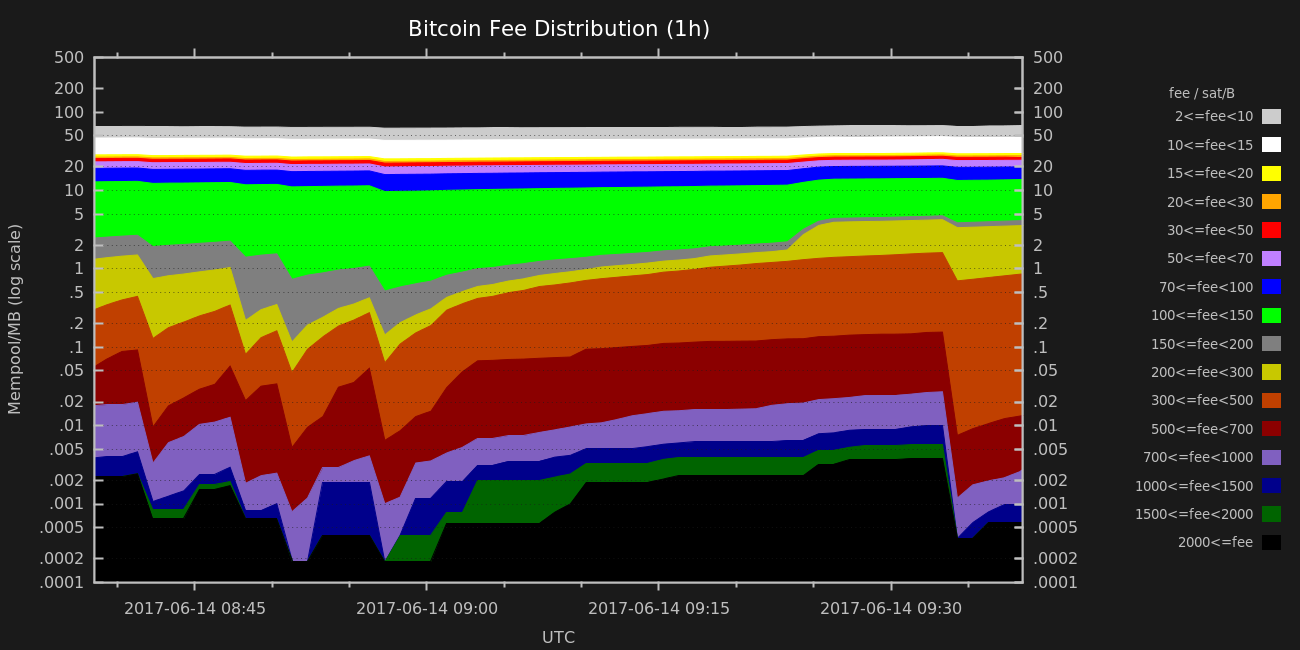 Bitcoin Fee Distribution (1h)
500
200
100
50
20
10
5
2
1
.5
.2
.1
.05
.02
.01
.005
.002
.001
.0005
.0002
.0001
Mempool/MB (log scale)
500
200
100
50
20
10
5
2
1
.5
.2
.1
.05
.02
.01
.005
.002
.001
.0005
.0002
.0001
2017-06-14 08:45
2017-06-14 09:00
2017-06-14 09:15
2017-06-14 09:30
UTC
fee / sat/B
2<=fee<10
10<=fee<15
15<=fee<20
20<=fee<30
30<=fee<50
50<=fee<70
70<=fee<100
100<=fee<150
150<=fee<200
200<=fee<300
300<=fee<500
500<=fee<700
700<=fee<1000
1000<=fee<1500
1500<=fee<2000
2000<=fee